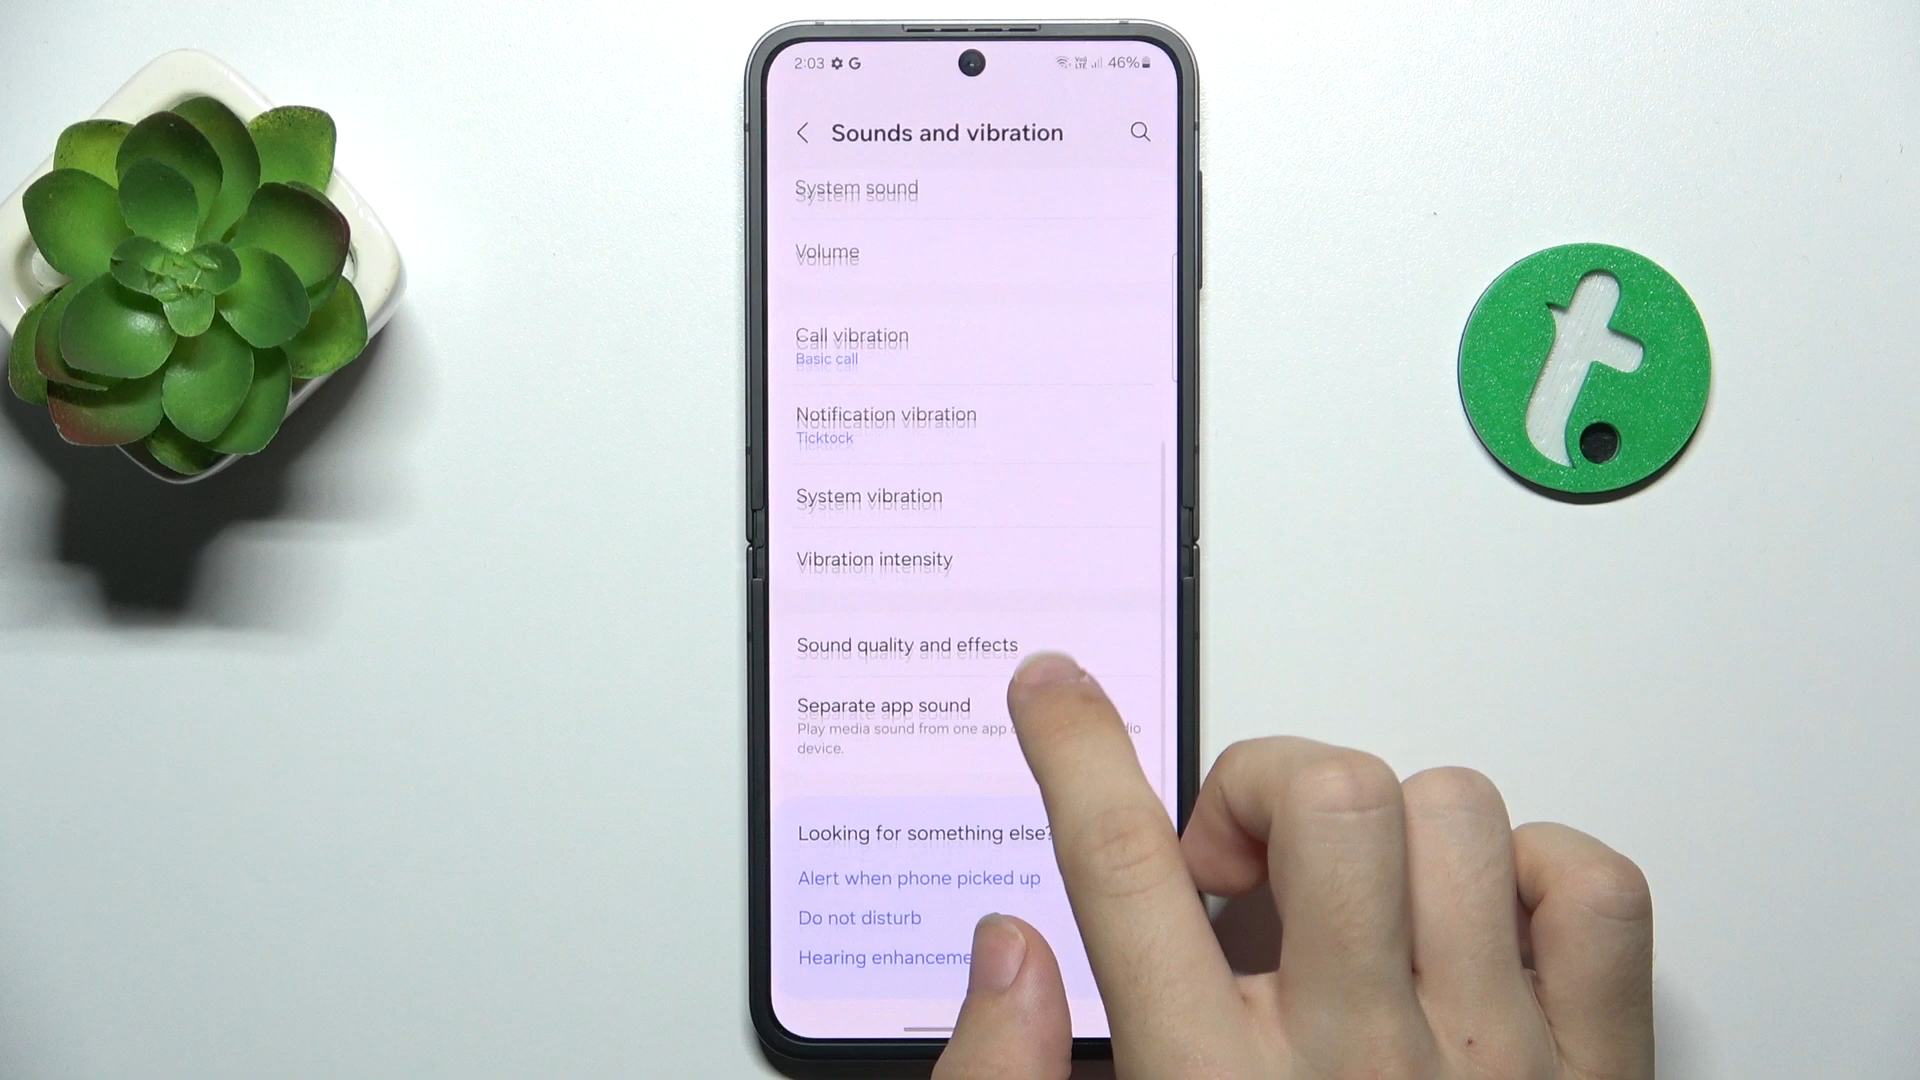 2:03 G
Vo) LTE 46%
Sounds and vibration
System sound
Volume
Call vibration
Basic call
Notification vibration
Ticktock
System vibration
Vibration intensity
Sound quality and effects
Separate app sound
Play media sound from one app
device.
Looking for something else?
Alert when phone picked up
Do not disturb
Hearing
t